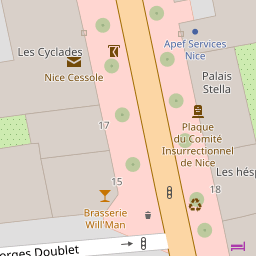 Les Cyclades
Nice Cessole
Apef Services
Nice
Palais
Stella
Plaque
du Comité
Insurrectionnel
de Nice
17
15
18
Les hésp
Brasserie
Will'Man
orges Doublet